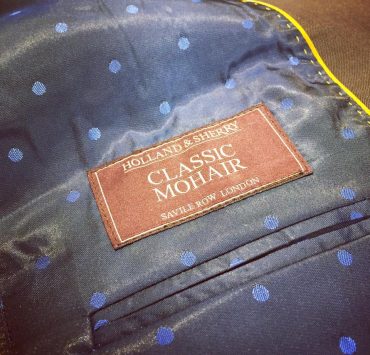 HOLLAND & SHERRY
CLASSIC
MOHAIR
SAVILE ROW LONDON